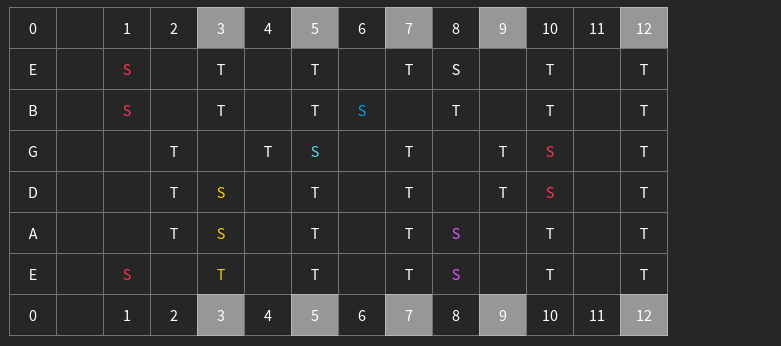 0 1 2 3 4 5 6 7 8 9 10 11 12
E S T T T S T T
B S T T S T T T
G T T S T T S T
D T S T T T S T
A T S T T S T T
E S T T T S T T
0 1 2 3 4 5 6 7 8 9 10 11 12